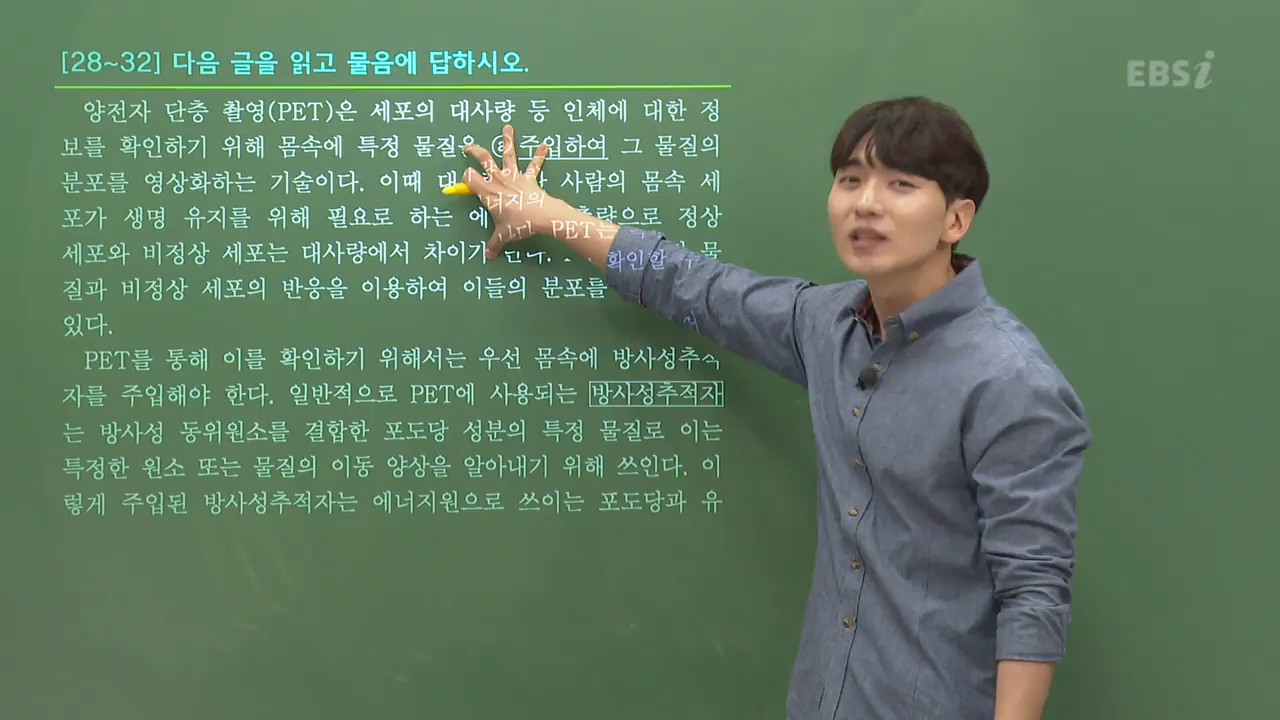 [28~32] 다음 글을 읽고 물음에 답하시오.
EBSi
양전자 단층 촬영(PET)은 세포의 대사량 등 인체에 대한 정
보를 확인하기 위해 몸속에 특정 물질을 ⓐ주입하여 그 물질의
분포를 영상화하는 기술이다. 이때 사람의 몸속 세
포가 생명 유지를 위해 필요로 하는 정상
세포와 비정상 세포는 대사량에서 차이가 PET는 물
질과 비정상 세포의 반응을 이용하여 이들의 분포를 확인할 수
있다.
PET를 통해 이를 확인하기 위해서는 우선 몸속에 방사성추적
자를 주입해야 한다. 일반적으로 PET에 사용되는 방사성추적자
는 방사성 동위원소를 결합한 포도당 성분의 특정 물질로 이는
특정한 원소 또는 물질의 이동 양상을 알아내기 위해 쓰인다. 이
렇게 주입된 방사성추적자는 에너지원으로 쓰이는 포도당과 유